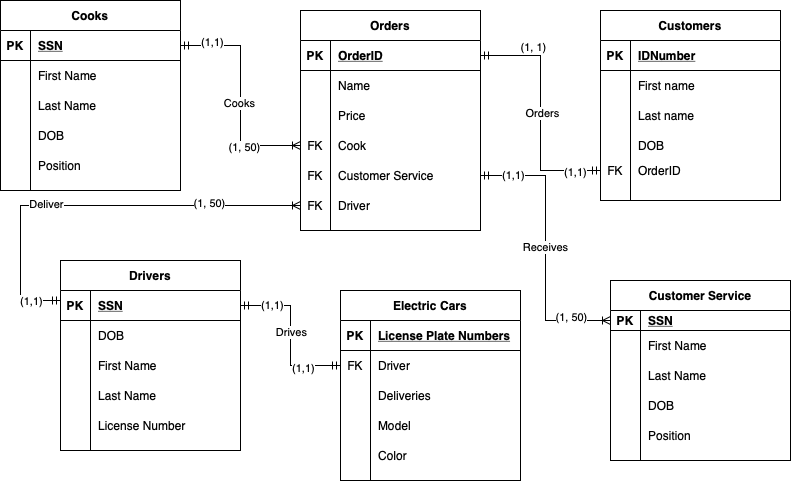 Cooks
PK SSN
First Name
Last Name
DOB
Position
Orders
PK OrderID
Name
Price
FK Cook
FK Customer Service
FK Driver
Customers
PK IDNumber
First name
Last name
DOB
FK OrderID
(1,1)
Cooks
(1, 50)
(1, 1)
Orders
(1,1)
Deliver
(1, 50)
(1,1)
(1,1)
Receives
(1, 50)
Drivers
PK SSN
DOB
First Name
Last Name
License Number
(1,1)
Drives
(1,1)
Electric Cars
PK License Plate Numbers
FK Driver
Deliveries
Model
Color
Customer Service
PK SSN
First Name
Last Name
DOB
Position